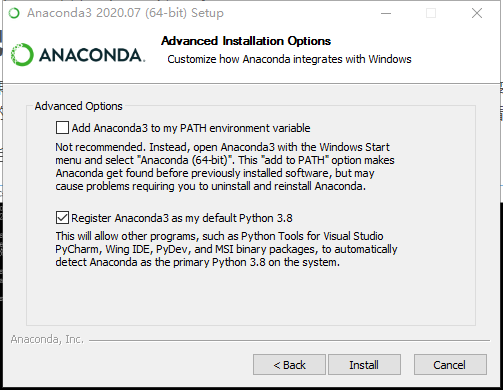 Anaconda3 2020.07 (64-bit) Setup
ANACONDA.
Advanced Installation Options
Customize how Anaconda integrates with Windows
Advanced Options
Add Anaconda3 to my PATH environment variable
Not recommended. Instead, open Anaconda3 with the Windows Start
menu and select "Anaconda (64-bit)". This "add to PATH" option makes
Anaconda get found before previously installed software, but may
cause problems requiring you to uninstall and reinstall Anaconda.
Register Anaconda3 as my default Python 3.8
This will allow other programs, such as Python Tools for Visual Studio
PyCharm, Wing IDE, PyDev, and MSI binary packages, to automatically
detect Anaconda as the primary Python 3.8 on the system.
Anaconda, Inc.
< Back
Install
Cancel